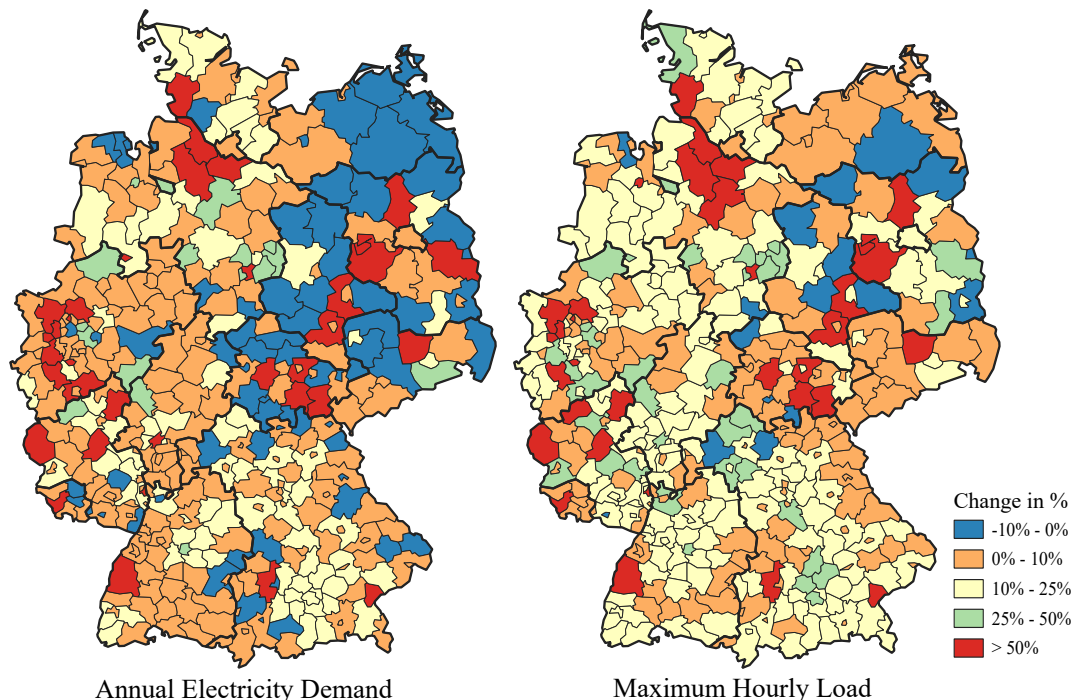 Change in %
-10% - 0%
0% - 10%
10% - 25%
25% - 50%
> 50%
Annual Electricity Demand
Maximum Hourly Load